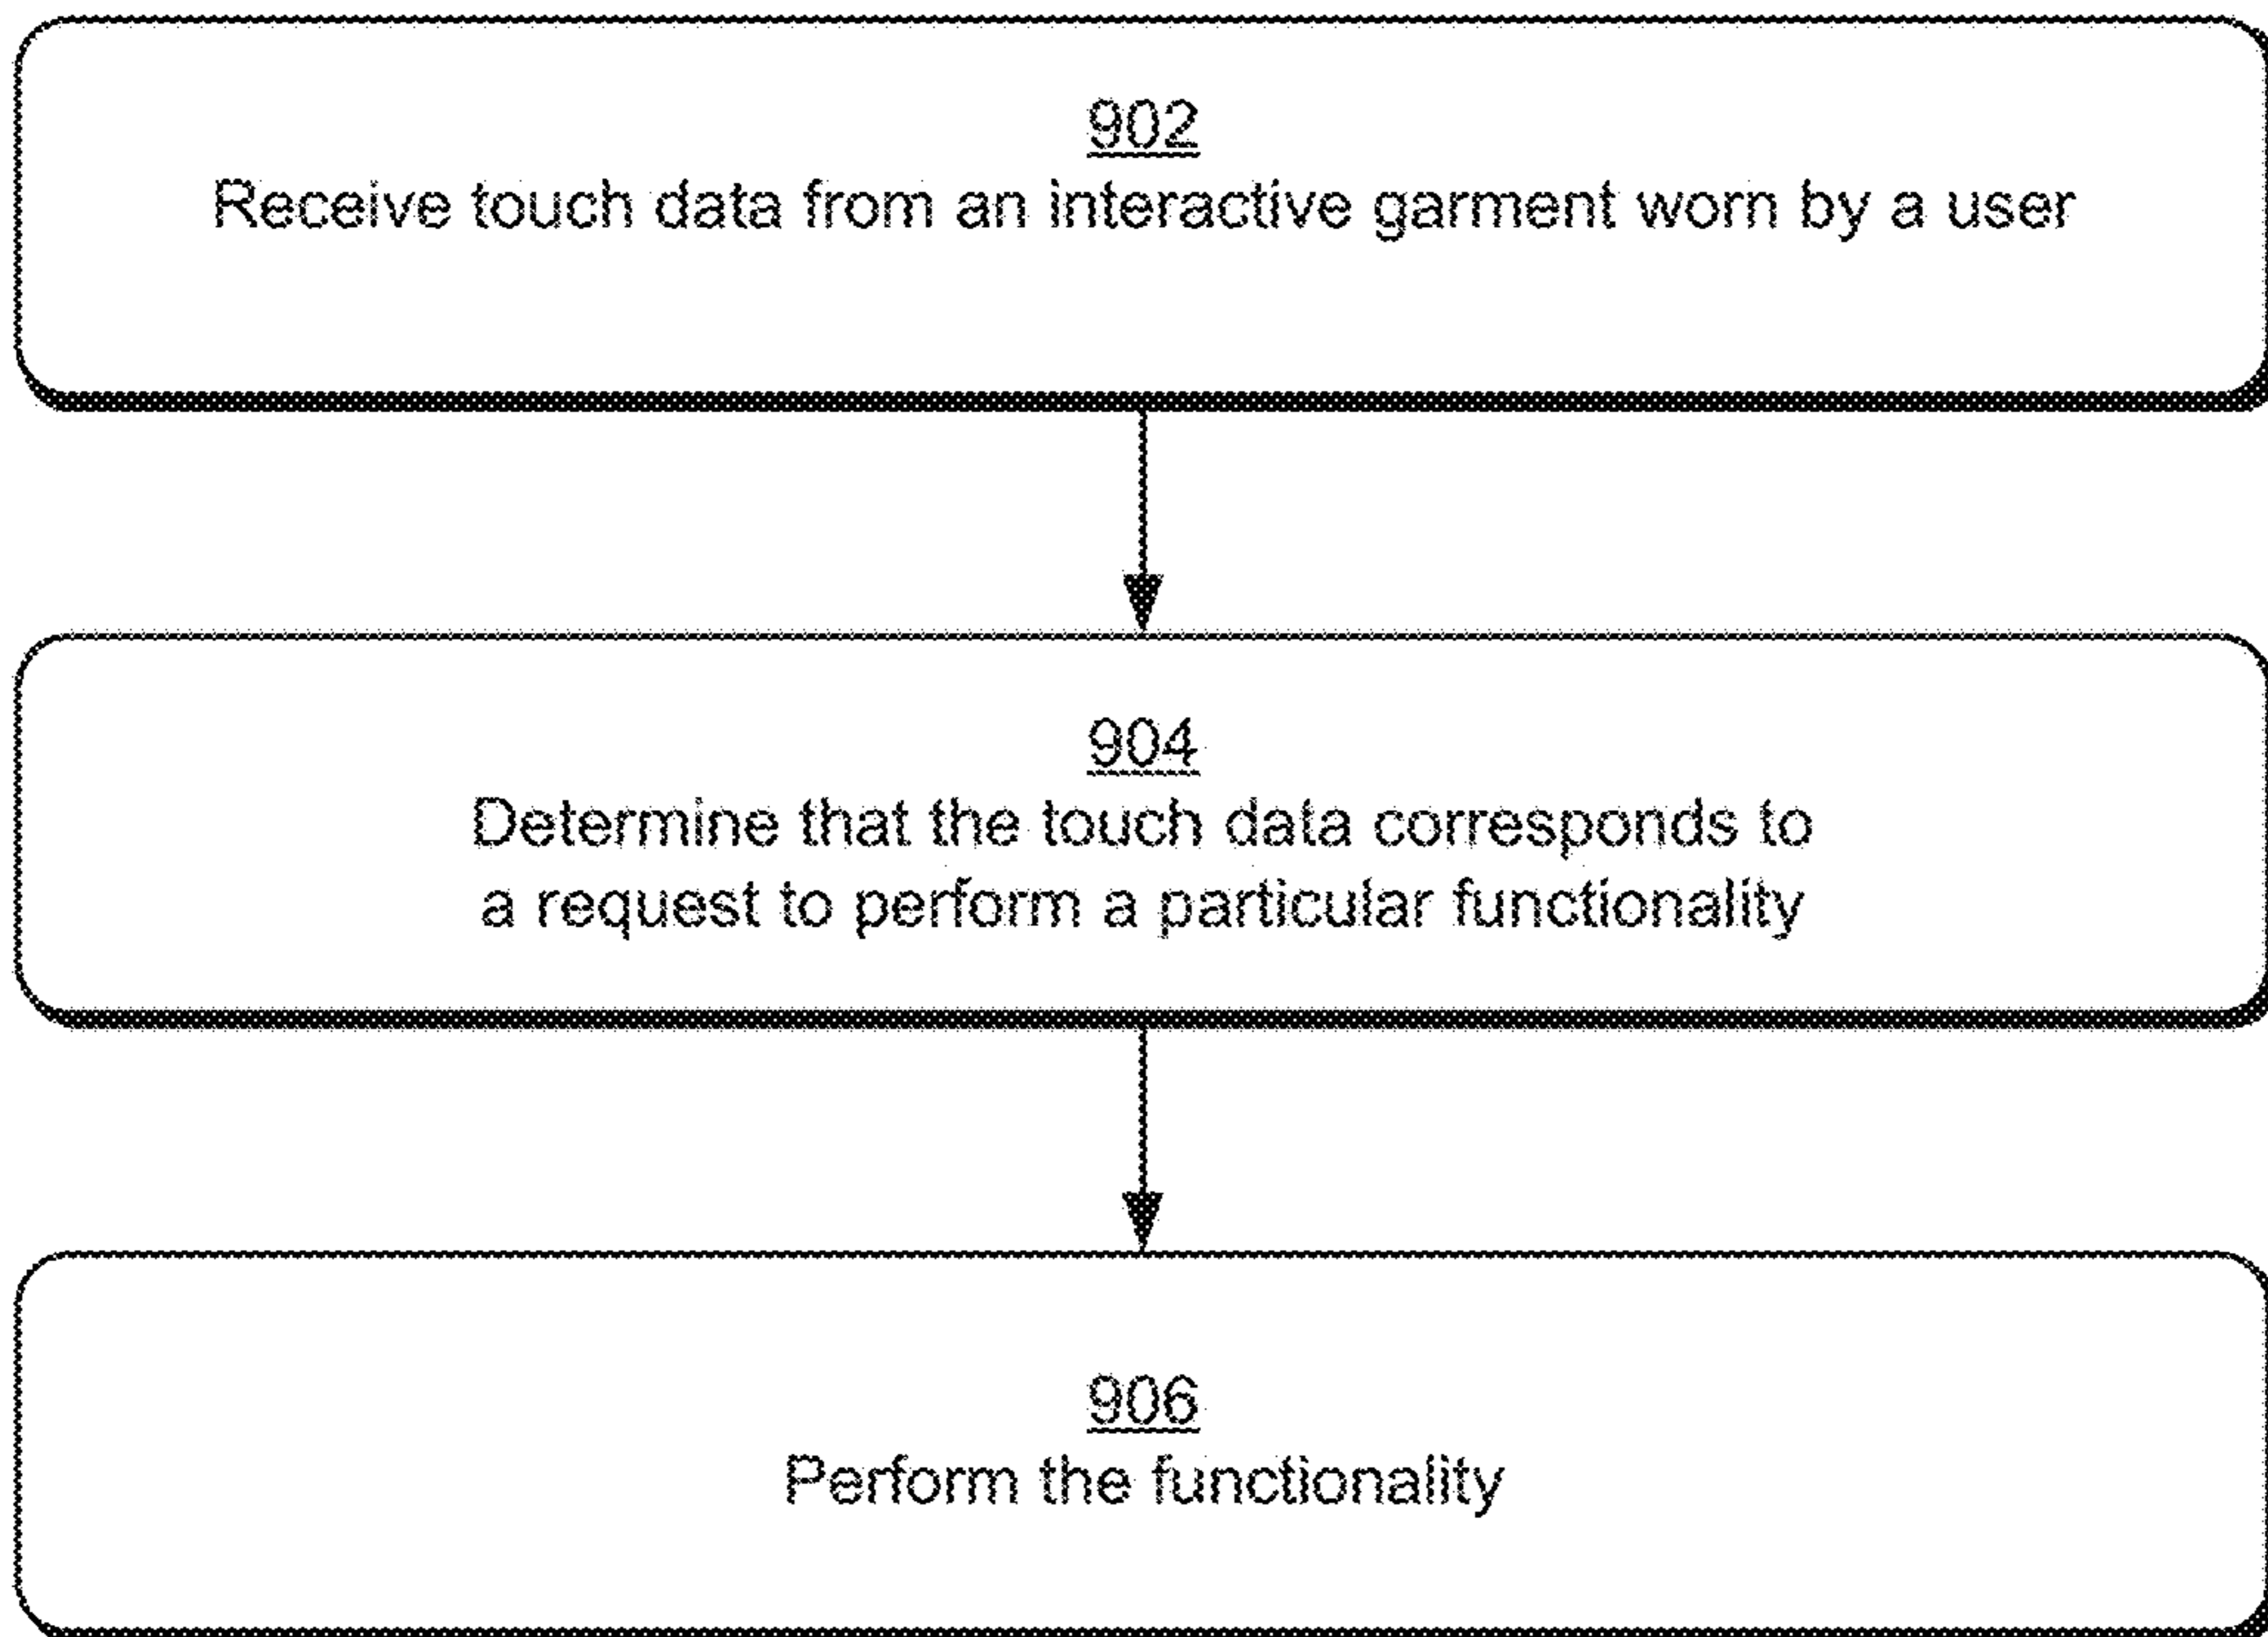 902
Receive touch data from an interactive garment worn by a user
904
Determine that the touch data corresponds to
a request to perform a particular functionality
906
Perform the functionality